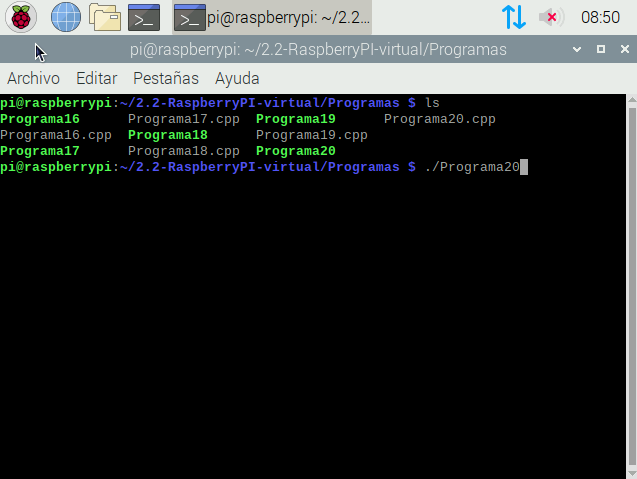 pi@raspberrypi: ~/2.2... 08:50
pi@raspberrypi: ~/2.2-RaspberryPI-virtual/Programas
Archivo Editar Pestañas Ayuda
pi@raspberrypi:~/2.2-RaspberryPI-virtual/Programas $ ls
Programa16 Programa17.cpp Programa19 Programa20.cpp
Programa16.cpp Programa18 Programa19.cpp
Programa17 Programa18.cpp Programa20
pi@raspberrypi:~/2.2-RaspberryPI-virtual/Programas $ ./Programa20